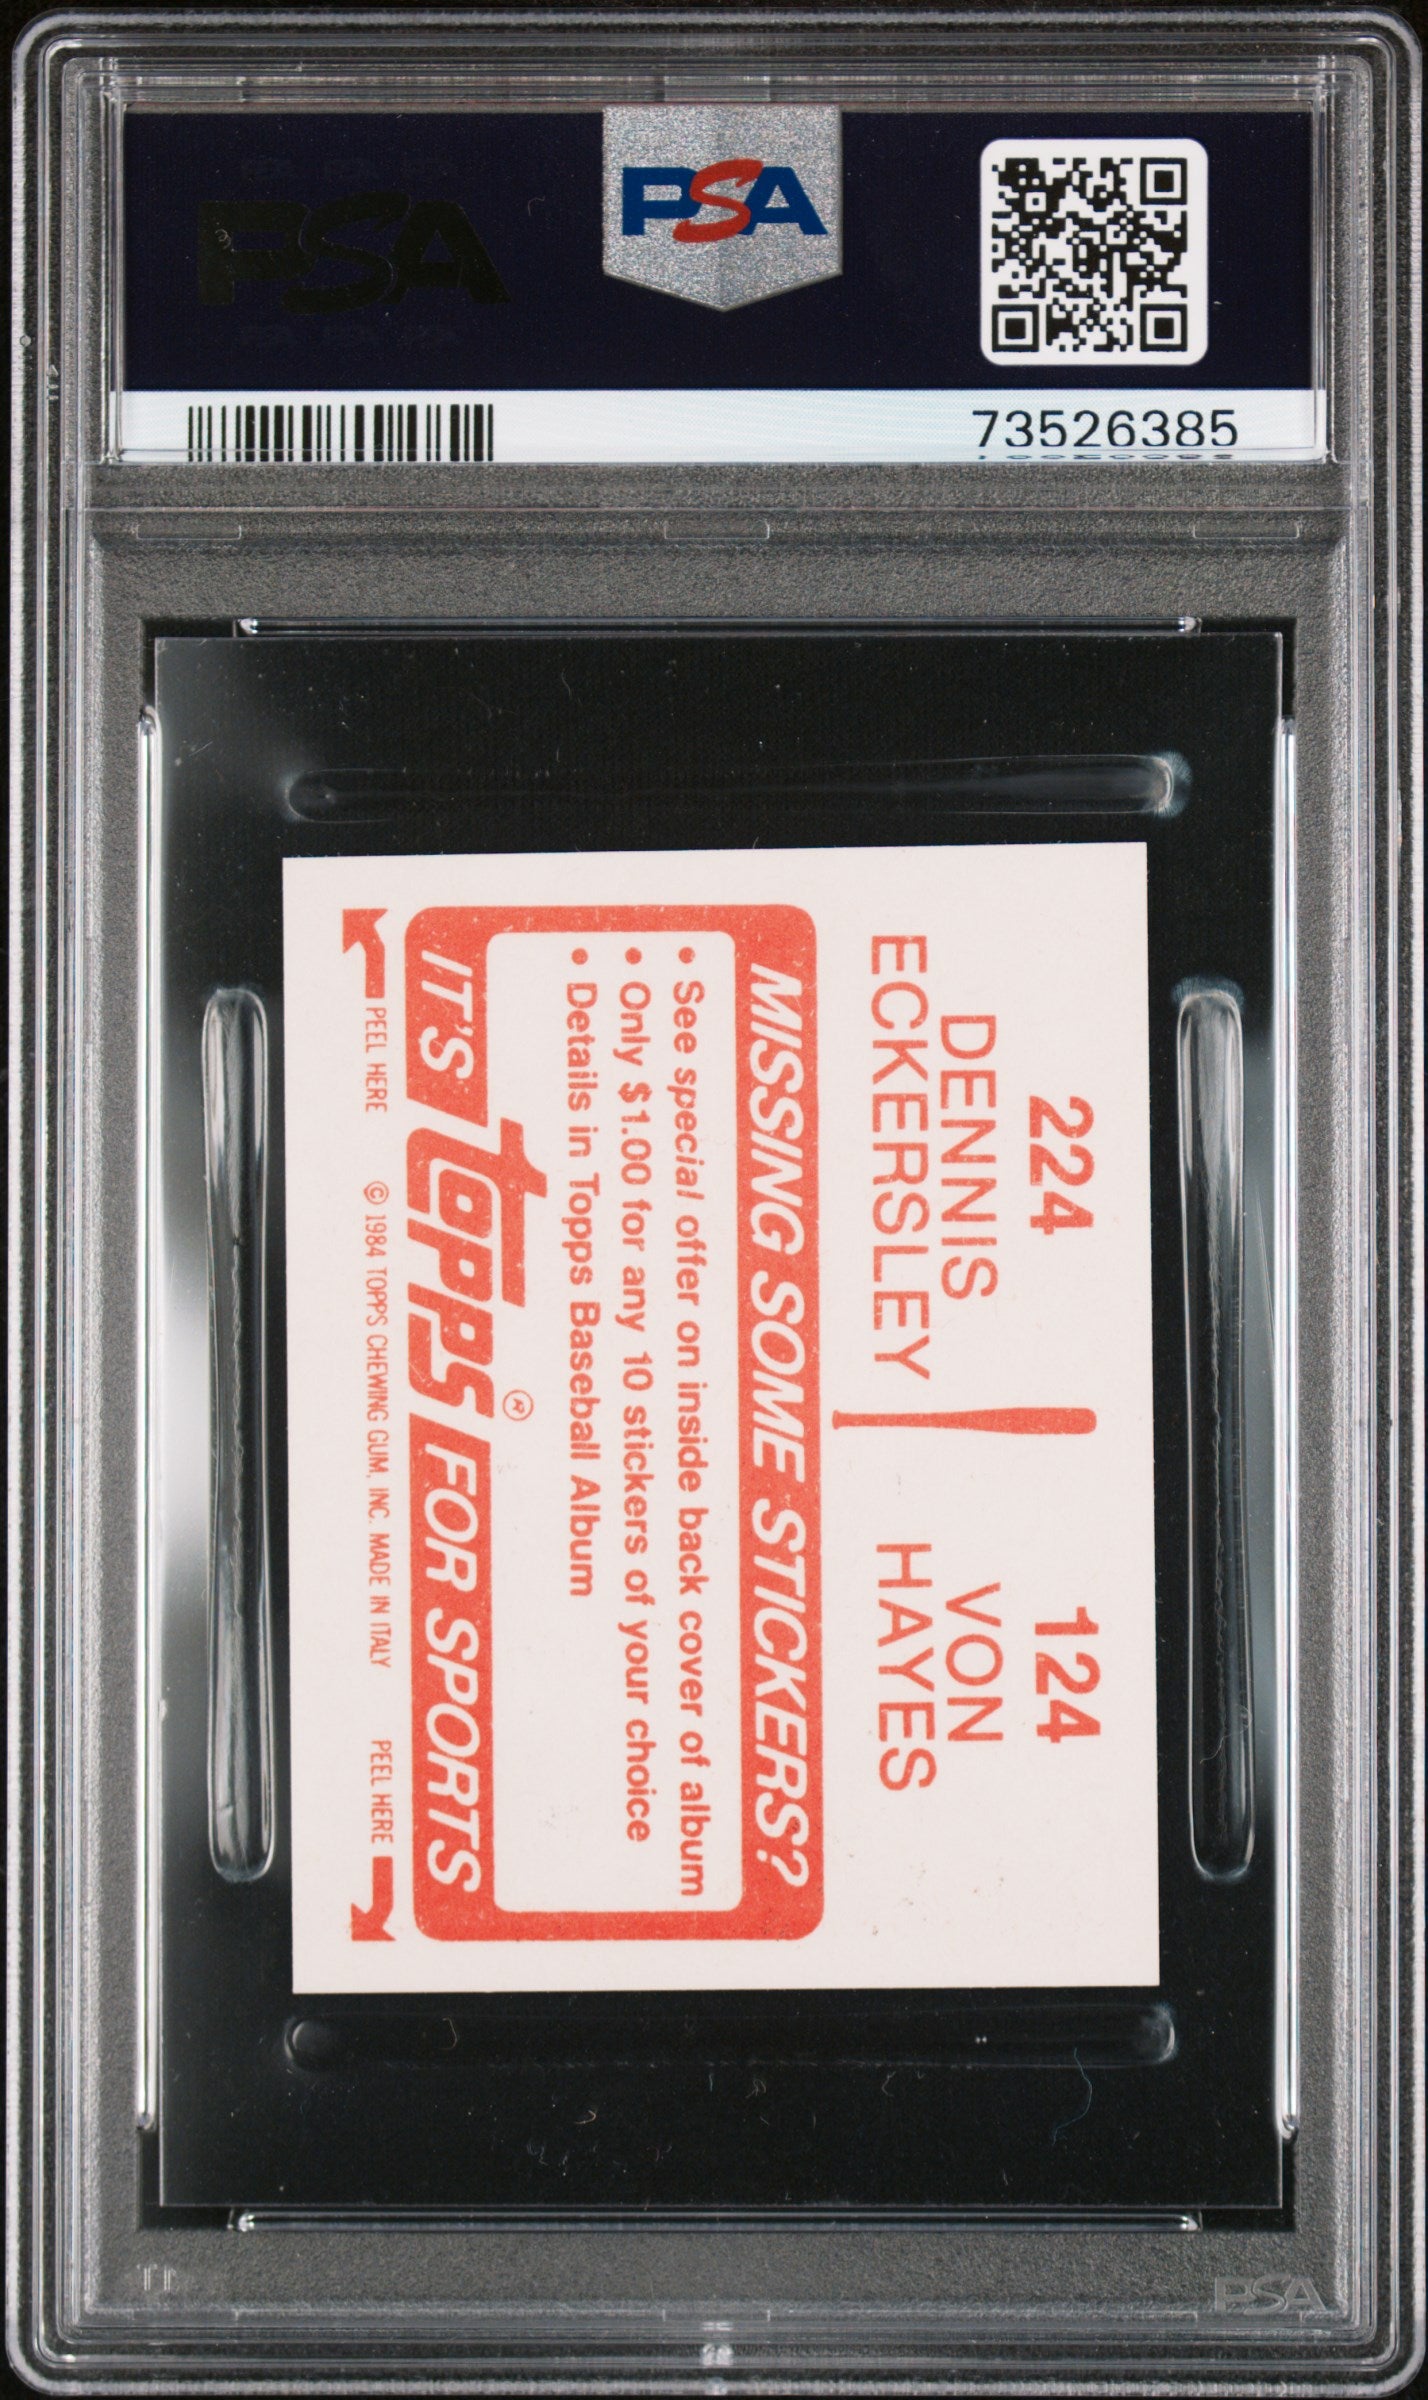 PSA
PSA
73526385
224
DENNIS
ECKERSLEY
124
VON
HAYES
MISSING SOME STICKERS?
• See special offer on inside back cover of album
• Only $1.00 for any 10 stickers of your choice
• Details in Topps Baseball Album
IT'S TOPPS® FOR SPORTS
PEEL HERE © 1984 TOPPS CHEWING GUM, INC. MADE IN ITALY PEEL HERE
PSA